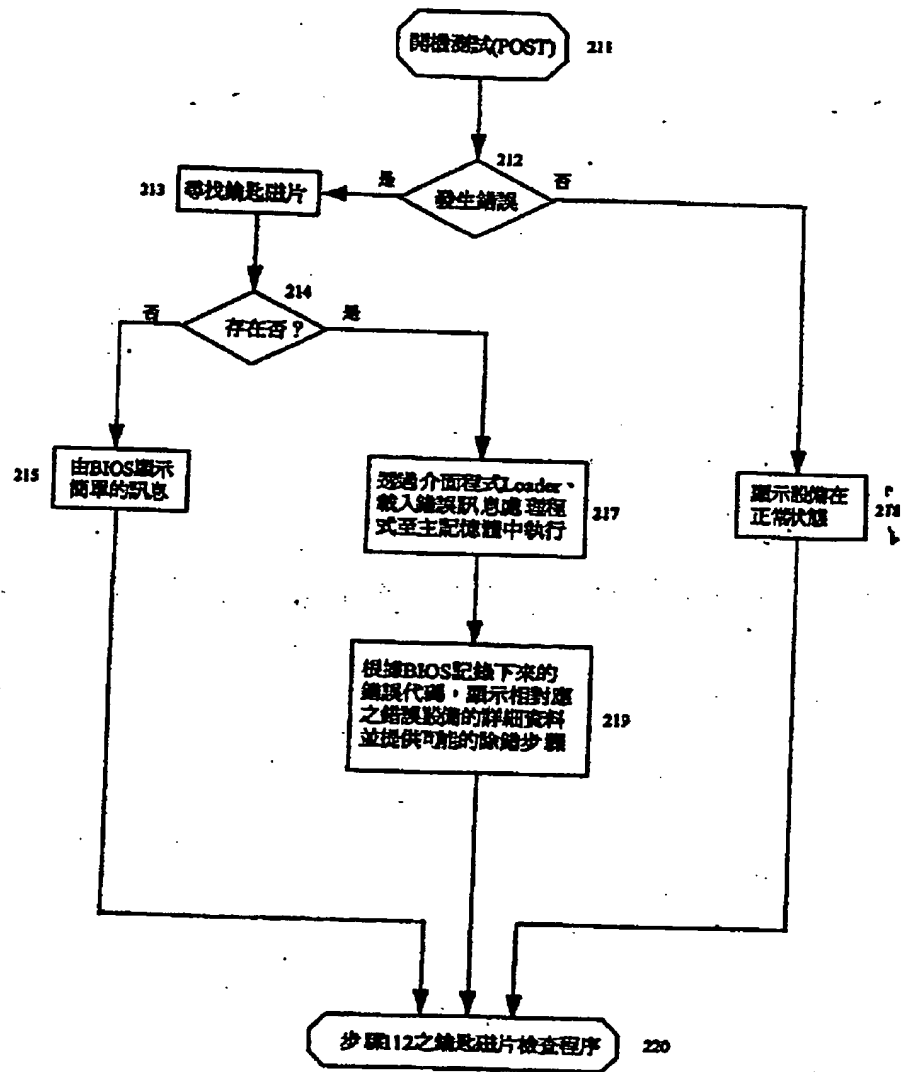 開機測試(POST) 211
212
是
否
213 尋找鑰匙磁片
發生錯誤
214
否
是
存在否？
215
由BIOS顯示
簡單的訊息
透過介面程式Loader、
載入錯誤訊息處理程
式至主記憶體中執行
217
顯示設備在
正常狀態
218
根據BIOS記錄下來的
錯誤代碼，顯示相對應
之錯誤設備的詳細資料
並提供可能的除錯步驟
219
步驟112之鑰匙磁片檢查程序 220